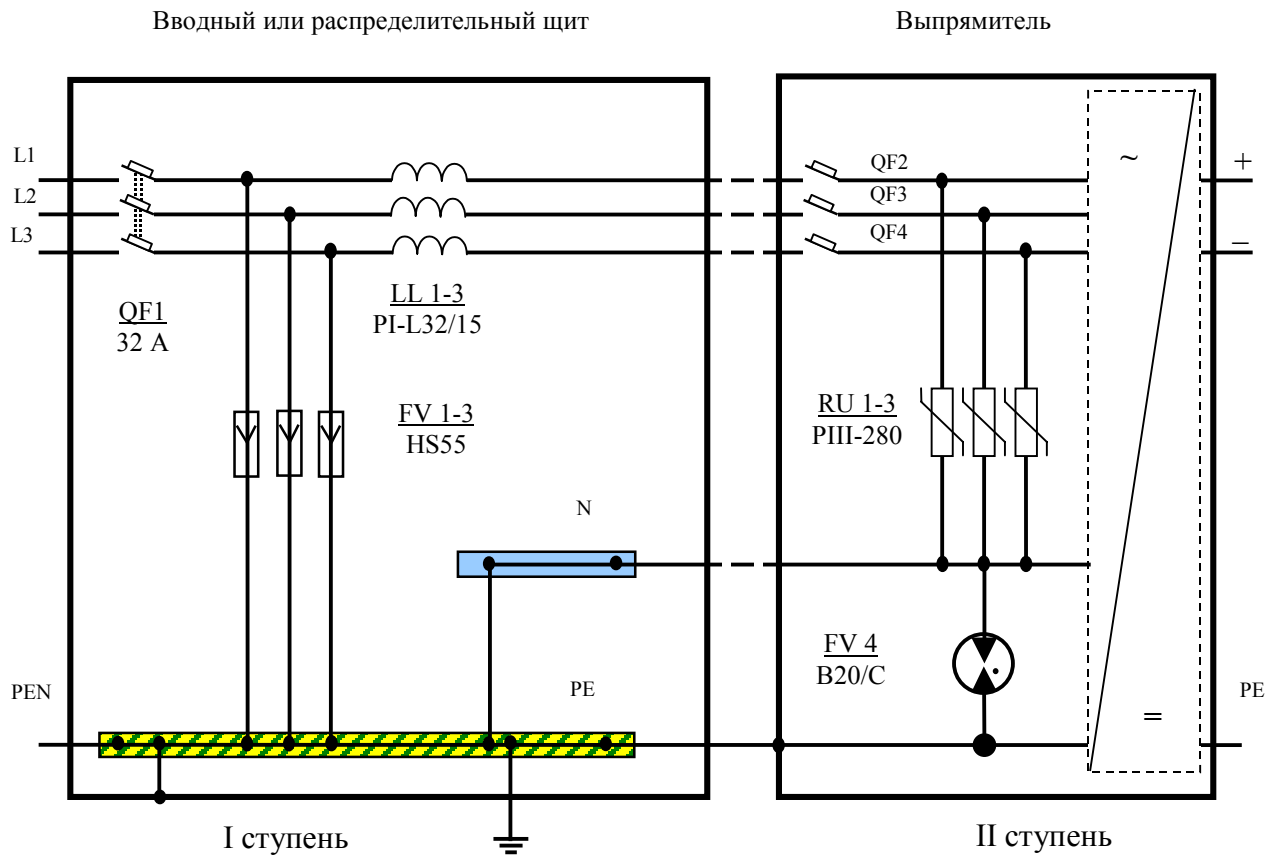 Вводный или распределительный щит
Выпрямитель
L1
L2
L3
QF2
QF3
QF4
~
+
–
QF1
32 А
LL 1-3
PI-L32/15
FV 1-3
HS55
RU 1-3
PIII-280
N
FV 4
B20/C
PEN
PE
=
PE
I ступень
II ступень